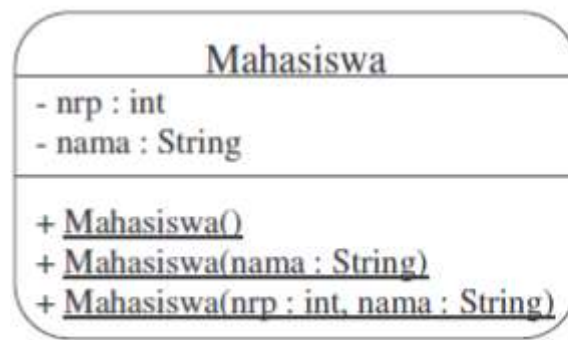 Mahasiswa
- nrp : int
- nama : String
+ Mahasiswa()
+ Mahasiswa(nama : String)
+ Mahasiswa(nrp : int, nama : String)